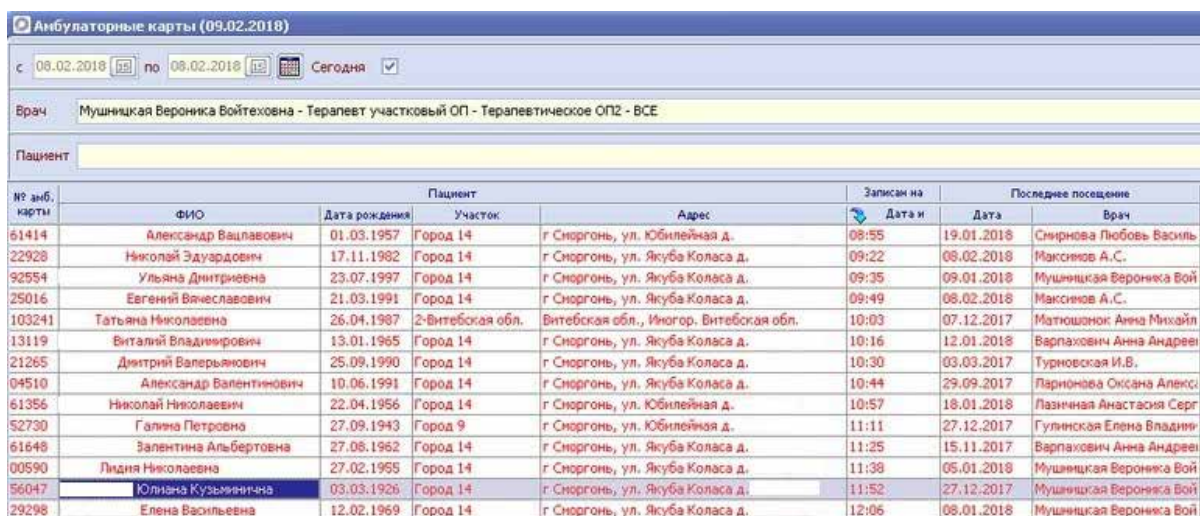 Амбулаторные карты (09.02.2018)
с 08.02.2018 15 по 08.02.2018 15 Сегодня
Врач Мушницкая Вероника Войтеховна - Терапевт участковый ОП - Терапевтическое ОП2 - ВСЕ
Пациент
№ амб. карты Пациент Записан на Последнее посещение
ФИО Дата рождения Участок Адрес Дата и Дата Врач
61414 Александр Вацлавович 01.03.1957 Город 14 г Сморгонь, ул. Юбилейная д. 08:55 19.01.2018 Смирнова Любовь Василь
22928 Николай Эдуардович 17.11.1982 Город 14 г Сморгонь, ул. Якуба Коласа д. 09:22 08.02.2018 Максимов А.С.
92554 Ульяна Дмитриевна 23.07.1997 Город 14 г Сморгонь, ул. Якуба Коласа д. 09:35 09.01.2018 Мушницкая Вероника Вой
25016 Евгений Вячеславович 21.03.1991 Город 14 г Сморгонь, ул. Якуба Коласа д. 09:49 08.02.2018 Максимов А.С.
103241 Татьяна Николаевна 26.04.1987 2-Витебская обл. Витебская обл., Иногор. Витебская обл. 10:03 07.12.2017 Матюшонок Анна Михайл
13119 Виталий Владимирович 13.01.1965 Город 14 г Сморгонь, ул. Якуба Коласа д. 10:16 12.01.2018 Варпахович Анна Андрее
21265 Дмитрий Валерьянович 25.09.1990 Город 14 г Сморгонь, ул. Якуба Коласа д. 10:30 03.03.2017 Турновская И.В.
04510 Александр Валентинович 10.06.1991 Город 14 г Сморгонь, ул. Якуба Коласа д. 10:44 29.09.2017 Ларионова Оксана Алекс
61356 Николай Николаевич 22.04.1956 Город 14 г Сморгонь, ул. Юбилейная д. 10:57 18.01.2018 Лазичная Анастасия Серг
52730 Галина Петровна 27.09.1943 Город 9 г Сморгонь, ул. Юбилейная д. 11:11 27.12.2017 Гулинская Елена Владим
61648 Валентина Альбертовна 27.08.1962 Город 14 г Сморгонь, ул. Якуба Коласа д. 11:25 15.11.2017 Варпахович Анна Андрее
00590 Лидия Николаевна 27.02.1955 Город 14 г Сморгонь, ул. Якуба Коласа д. 11:38 05.01.2018 Мушницкая Вероника Вой
56047 Юлиана Кузьминична 03.03.1926 Город 14 г Сморгонь, ул. Якуба Коласа д. 11:52 27.12.2017 Мушницкая Вероника Вой
29298 Елена Васильевна 12.02.1969 Город 14 г Сморгонь, ул. Якуба Коласа д. 12:06 08.01.2018 Мушницкая Вероника Вой